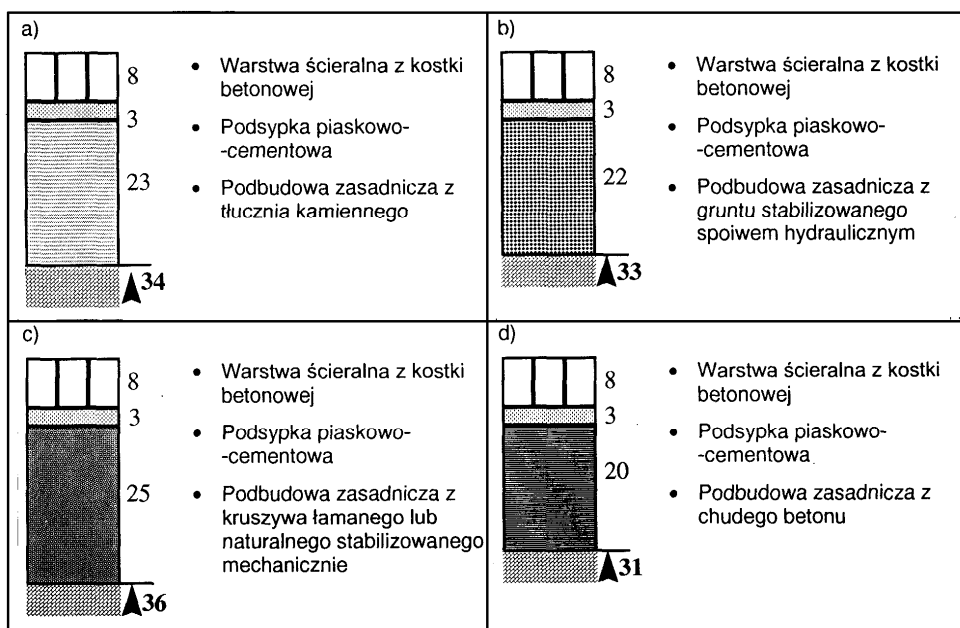 a)
8
3
23
34
• Warstwa ścieralna z kostki
betonowej
• Podsypka piaskowo-
-cementowa
• Podbudowa zasadnicza z
tłucznia kamiennego
b)
8
3
22
33
• Warstwa ścieralna z kostki
betonowej
• Podsypka piaskowo-
-cementowa
• Podbudowa zasadnicza z
gruntu stabilizowanego
spoiwem hydraulicznym
c)
8
3
25
36
• Warstwa ścieralna z kostki
betonowej
• Podsypka piaskowo-
-cementowa
• Podbudowa zasadnicza z
kruszywa łamanego lub
naturalnego stabilizowanego
mechanicznie
d)
8
3
20
31
• Warstwa ścieralna z kostki
betonowej
• Podsypka piaskowo-
-cementowa
• Podbudowa zasadnicza z
chudego betonu